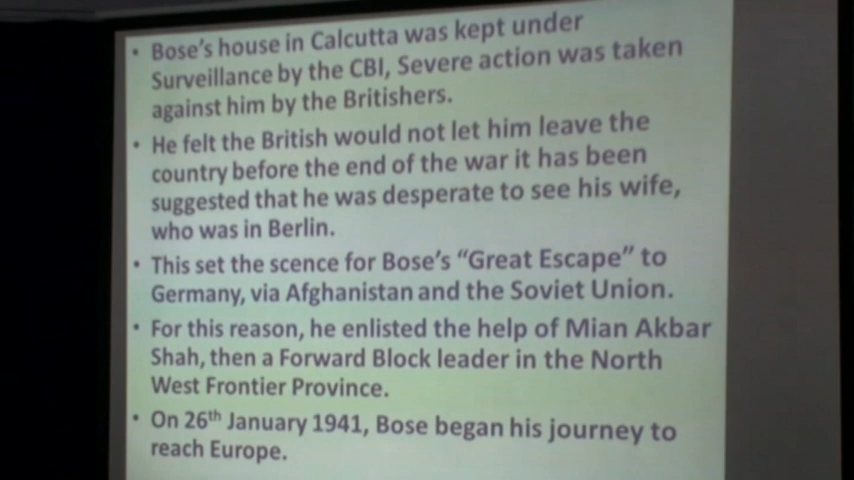 • Bose's house in Calcutta was kept under
Surveillance by the CBI, Severe action was taken
against him by the Britishers.
• He felt the British would not let him leave the
country before the end of the war it has been
suggested that he was desperate to see his wife,
who was in Berlin.
• This set the scence for Bose's “Great Escape” to
Germany, via Afghanistan and the Soviet Union.
• For this reason, he enlisted the help of Mian Akbar
Shah, then a Forward Block leader in the North
West Frontier Province.
• On 26th January 1941, Bose began his journey to
reach Europe.